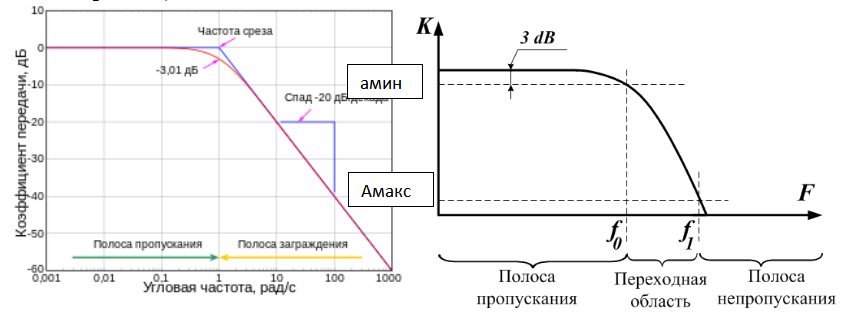 10
0
-10
-20
-30
-40
-50
-60
Коэффициент передачи, дБ
Частота среза
-3,01 дБ
Спад -20 дБ/декада
Полоса пропускания
Полоса заграждения
0,001
0,01
0,1
1
10
100
1000
Угловая частота, рад/с
амин
Амакс
K
3 dB
F
f0
f1
Полоса
пропускания
Переходная
область
Полоса
непропускания